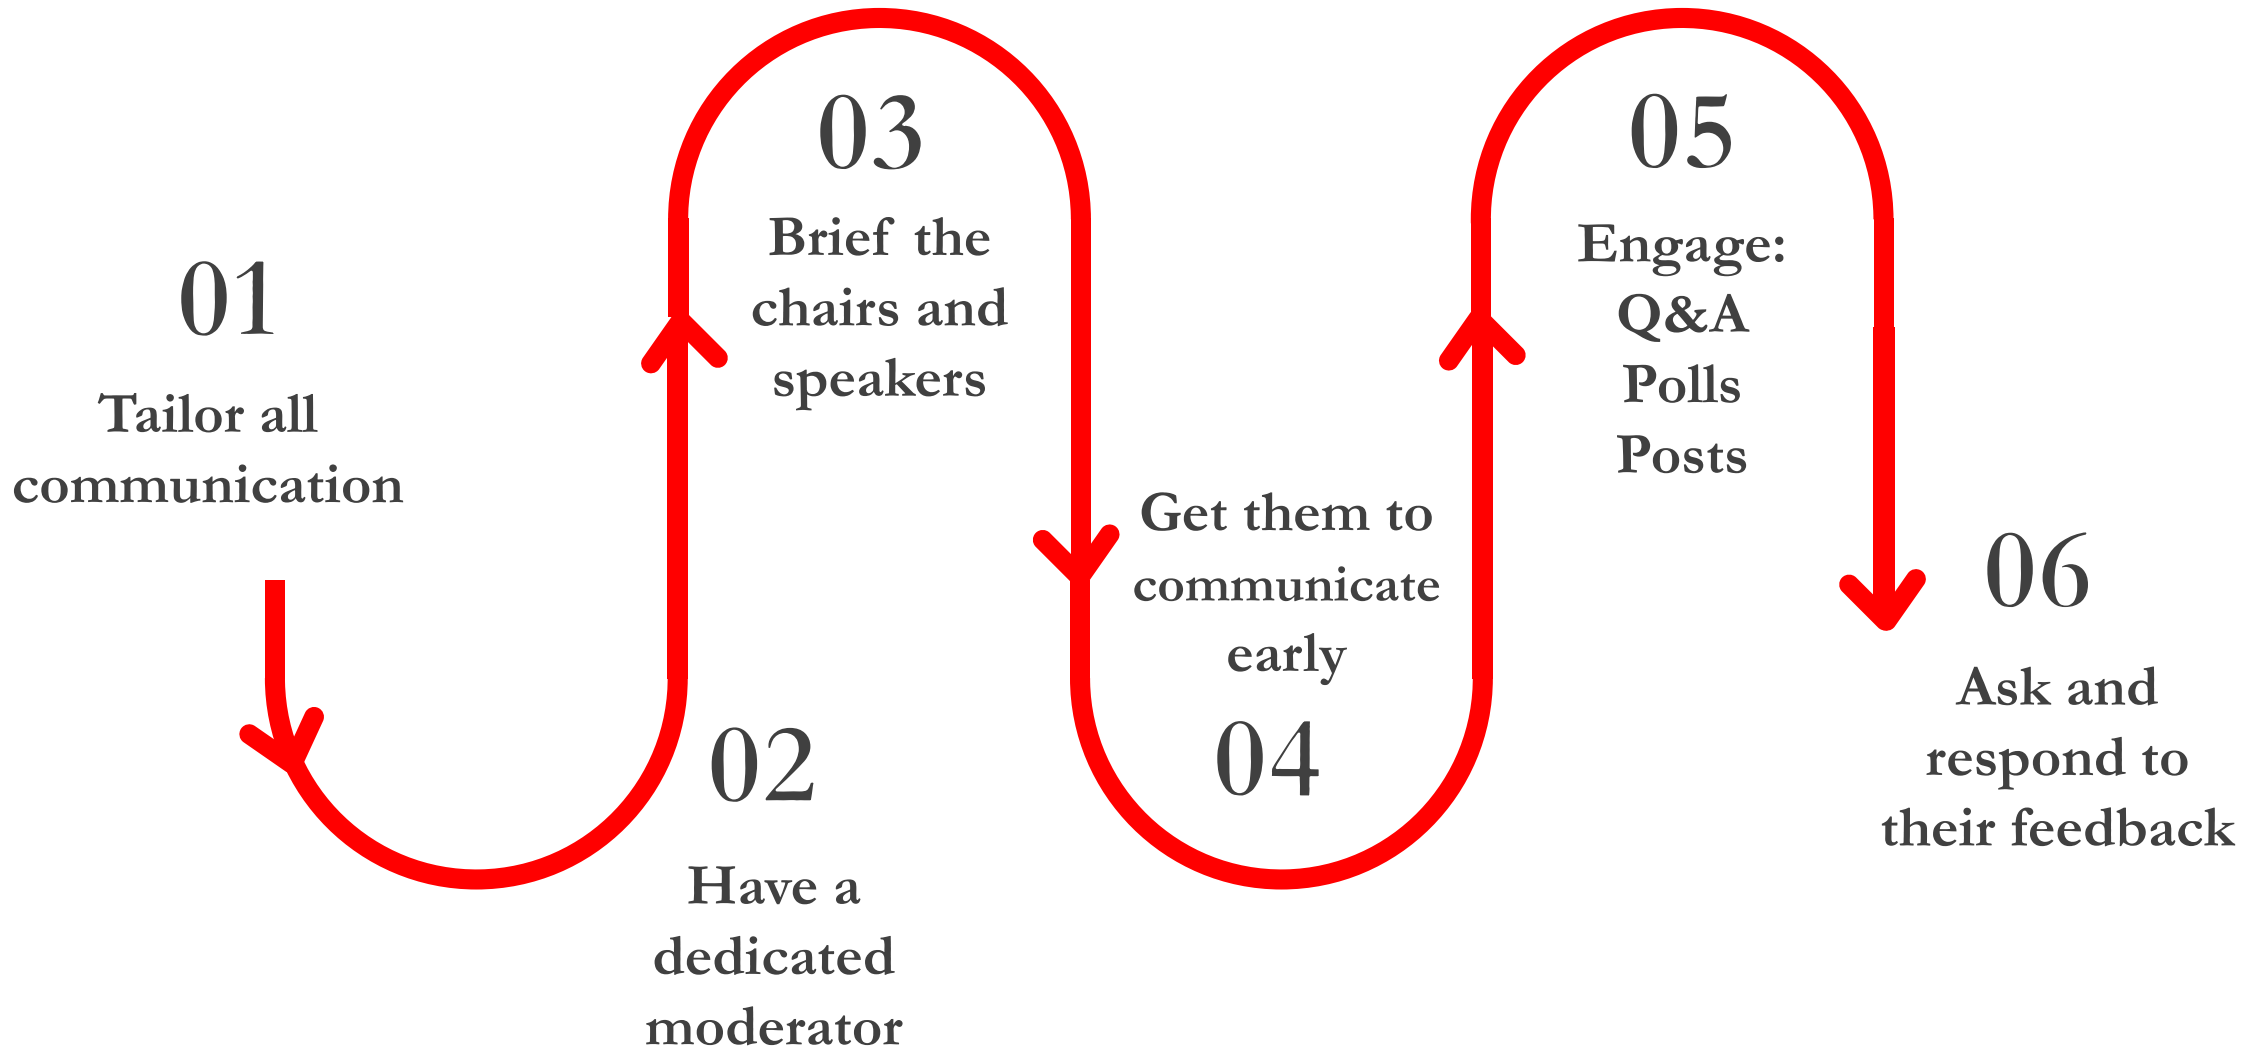 01
Tailor all
communication
02
Have a
dedicated
moderator
03
Brief the
chairs and
speakers
Get them to
communicate
early
04
05
Engage:
Q&A
Polls
Posts
06
Ask and
respond to
their feedback